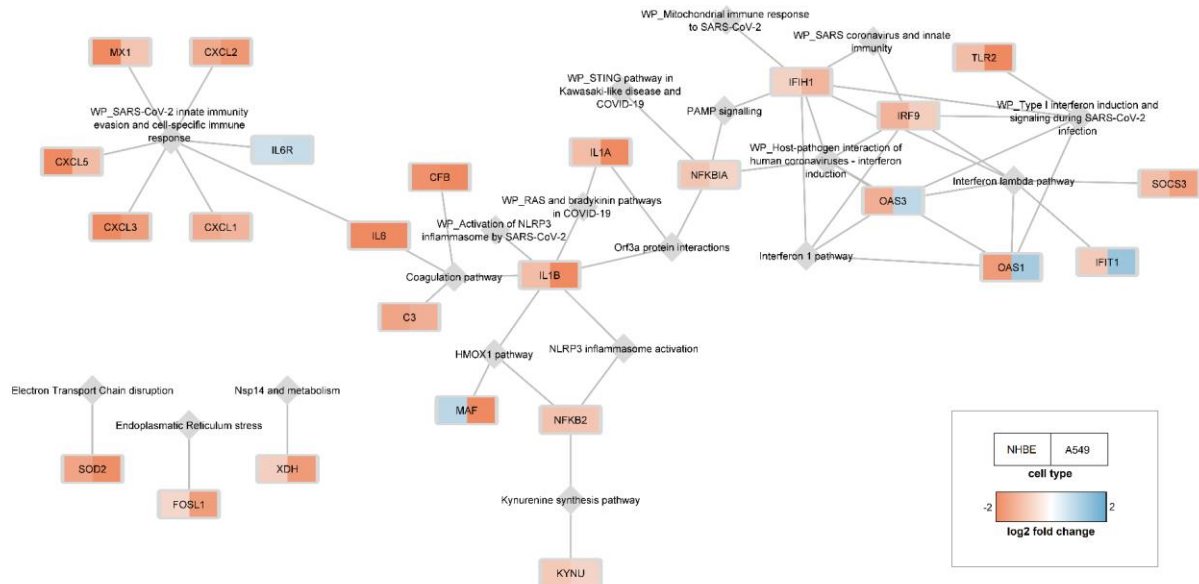 WP_Mitochondrial immune response
to SARS-CoV-2
MX1
CXCL2
WP_SARS coronavirus and innate
immunity
TLR2
WP_STING pathway in
Kawasaki-like disease and
COVID-19
IFIH1
PAMP signalling
IRF9
WP_Type I interferon induction and
signaling during SARS-CoV-2
infection
WP_SARS-CoV-2 innate immunity
evasion and cell-specific immune
response
IL6R
CXCL5
IL1A
CFB
NFKBIA
WP_Host-pathogen interaction of
human coronaviruses - interferon
induction
Interferon lambda pathway
SOCS3
WP_RAS and bradykinin pathways
in COVID-19
OAS3
CXCL3
CXCL1
IL6
WP_Activation of NLRP3
inflammasome by SARS-CoV-2
Orf3a protein interactions
Interferon 1 pathway
OAS1
IFIT1
Coagulation pathway
IL1B
C3
HMOX1 pathway
NLRP3 inflammasome activation
Electron Transport Chain disruption
Nsp14 and metabolism
MAF
NFKB2
Endoplasmatic Reticulum stress
SOD2
XDH
FOSL1
Kynurenine synthesis pathway
KYNU
NHBE
A549
cell type
-2
2
log2 fold change